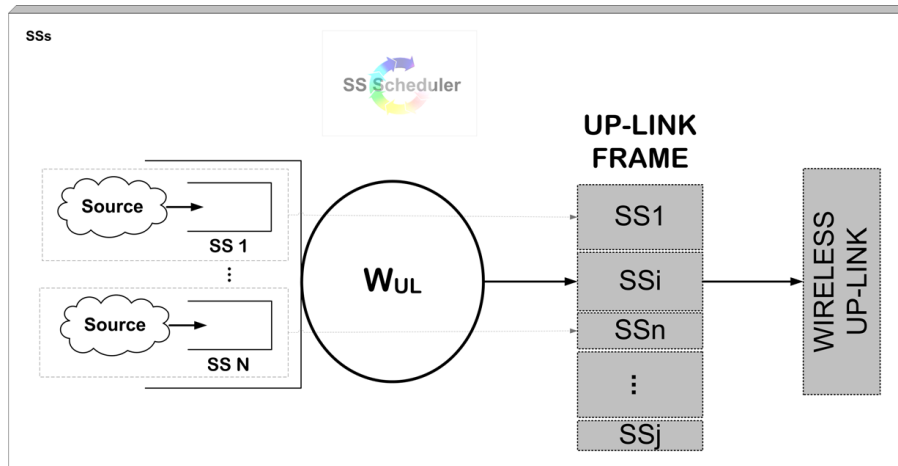 SSs
SS Scheduler
UP-LINK
FRAME
Source
SS 1
⋮
Source
SS N
WUL
SS1
SSi
SSn
⋮
SSj
WIRELESS
UP-LINK